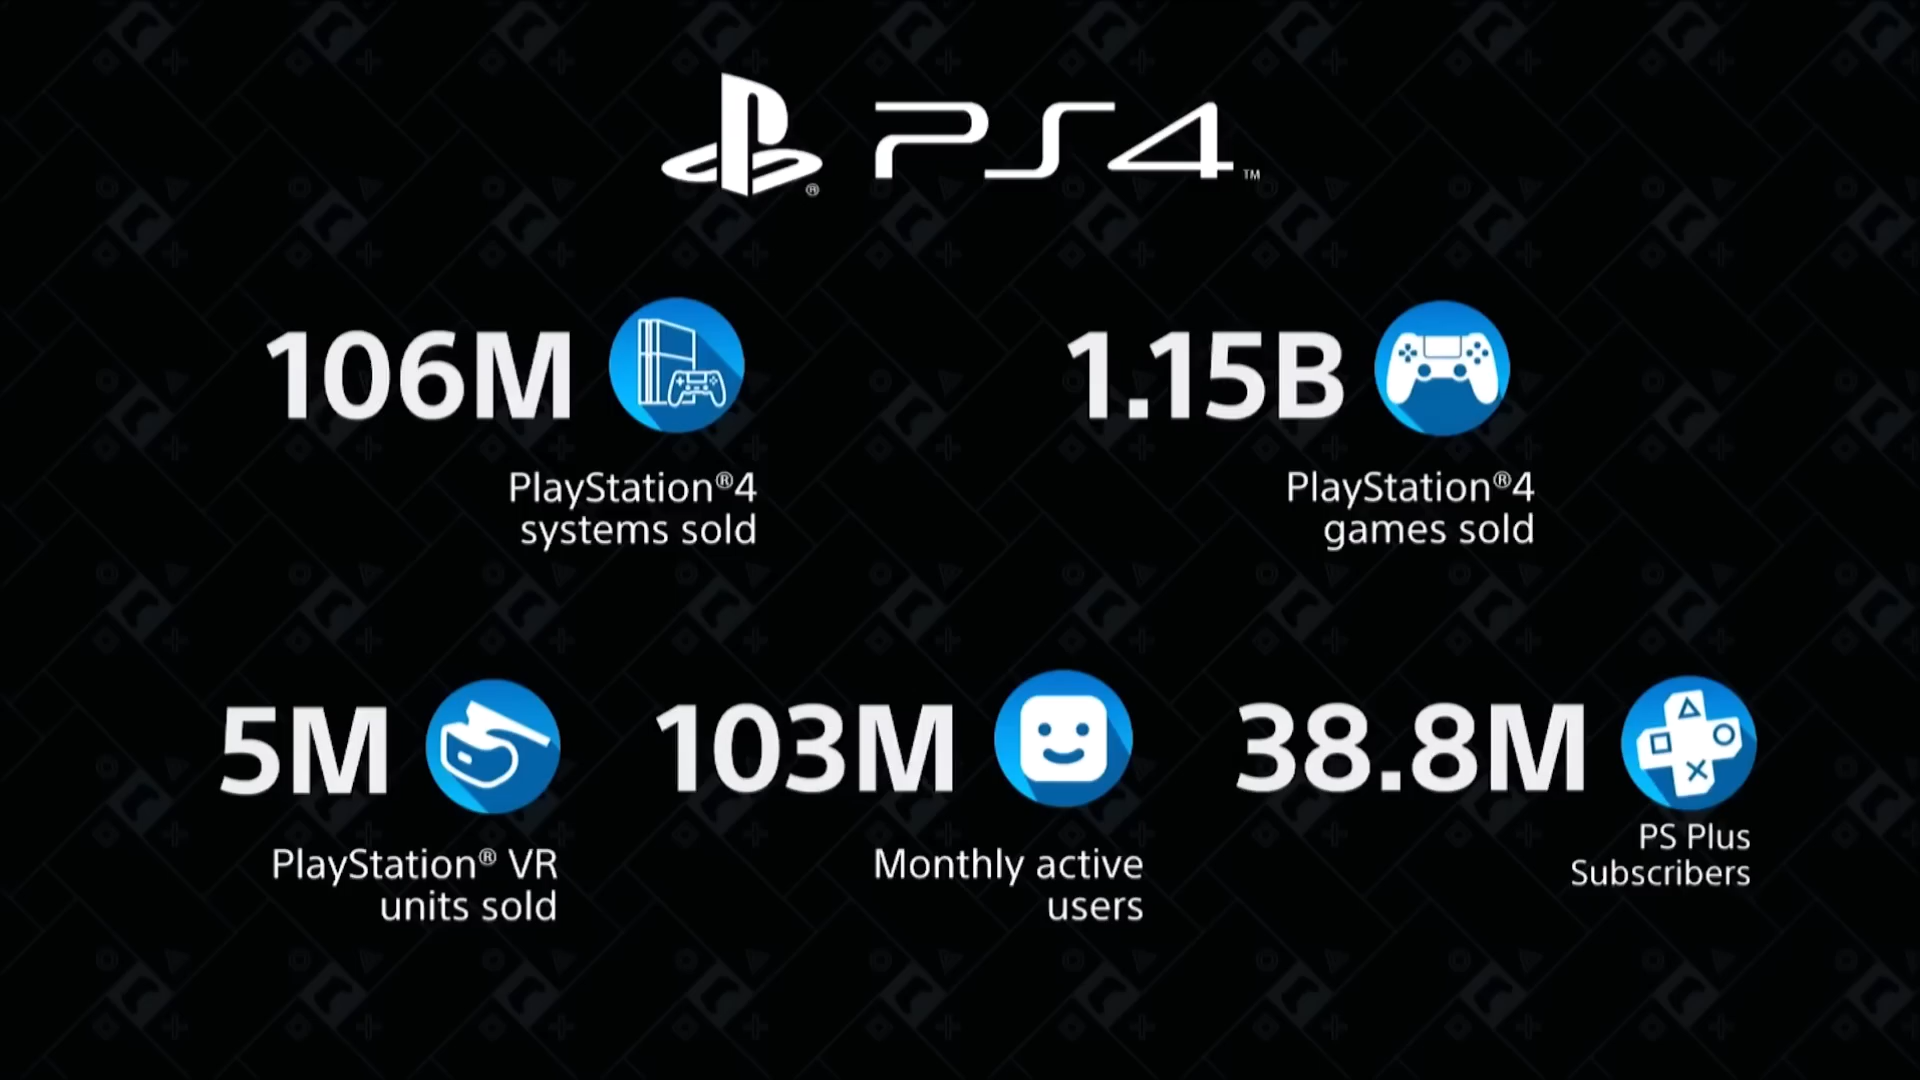 PS4™
106M
PlayStation®4
systems sold
1.15B
PlayStation®4
games sold
5M
PlayStation® VR
units sold
103M
Monthly active
users
38.8M
PS Plus
Subscribers